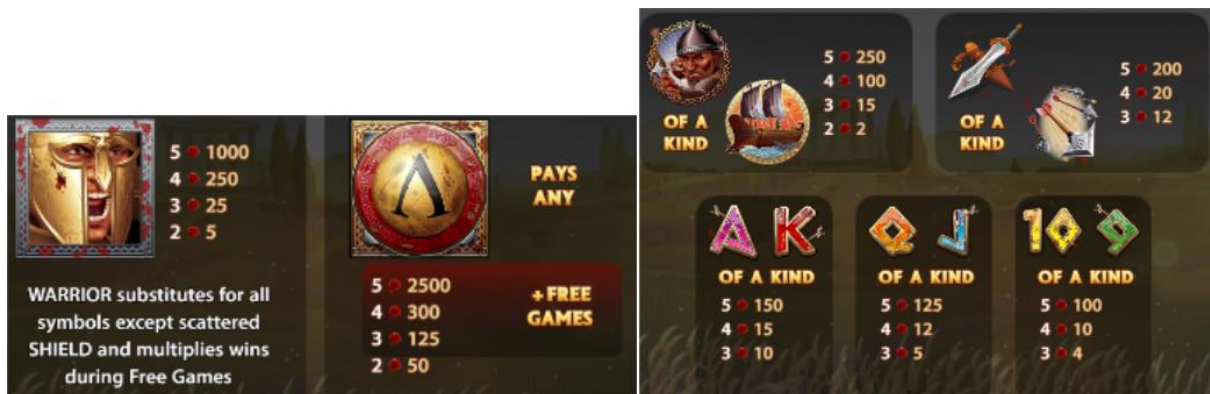 5 1000
4 250
3 25
2 5
WARRIOR substitutes for all
symbols except scattered
SHIELD and multiplies wins
during Free Games
PAYS
ANY
5 2500
4 300
3 125
2 50
+FREE
GAMES
OF A
KIND
5 250
4 100
3 15
2 2
OF A
KIND
5 200
4 20
3 12
A K
OF A KIND
5 150
4 15
3 10
Q J
OF A KIND
5 125
4 12
3 5
10 9
OF A KIND
5 100
4 10
3 4